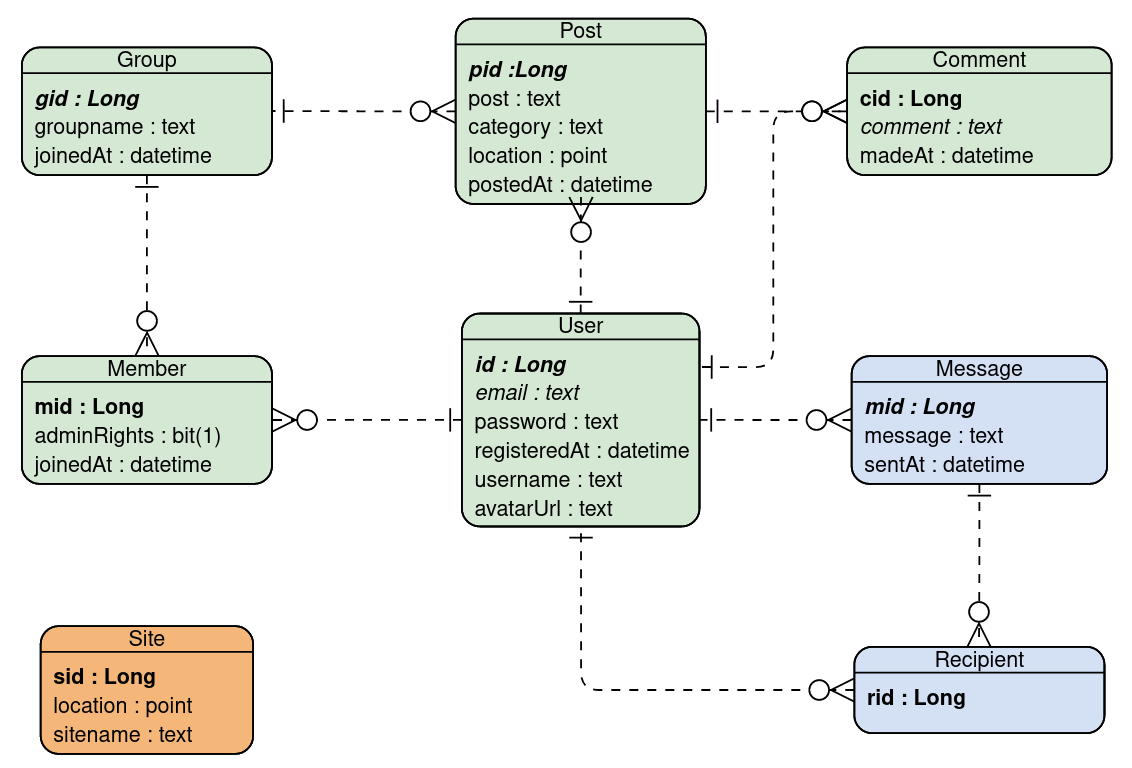 Group
gid : Long
groupname : text
joinedAt : datetime
Post
pid :Long
post : text
category : text
location : point
postedAt : datetime
Comment
cid : Long
comment : text
madeAt : datetime
Member
mid : Long
adminRights : bit(1)
joinedAt : datetime
User
id : Long
email : text
password : text
registeredAt : datetime
username : text
avatarUrl : text
Message
mid : Long
message : text
sentAt : datetime
Site
sid : Long
location : point
sitename : text
Recipient
rid : Long